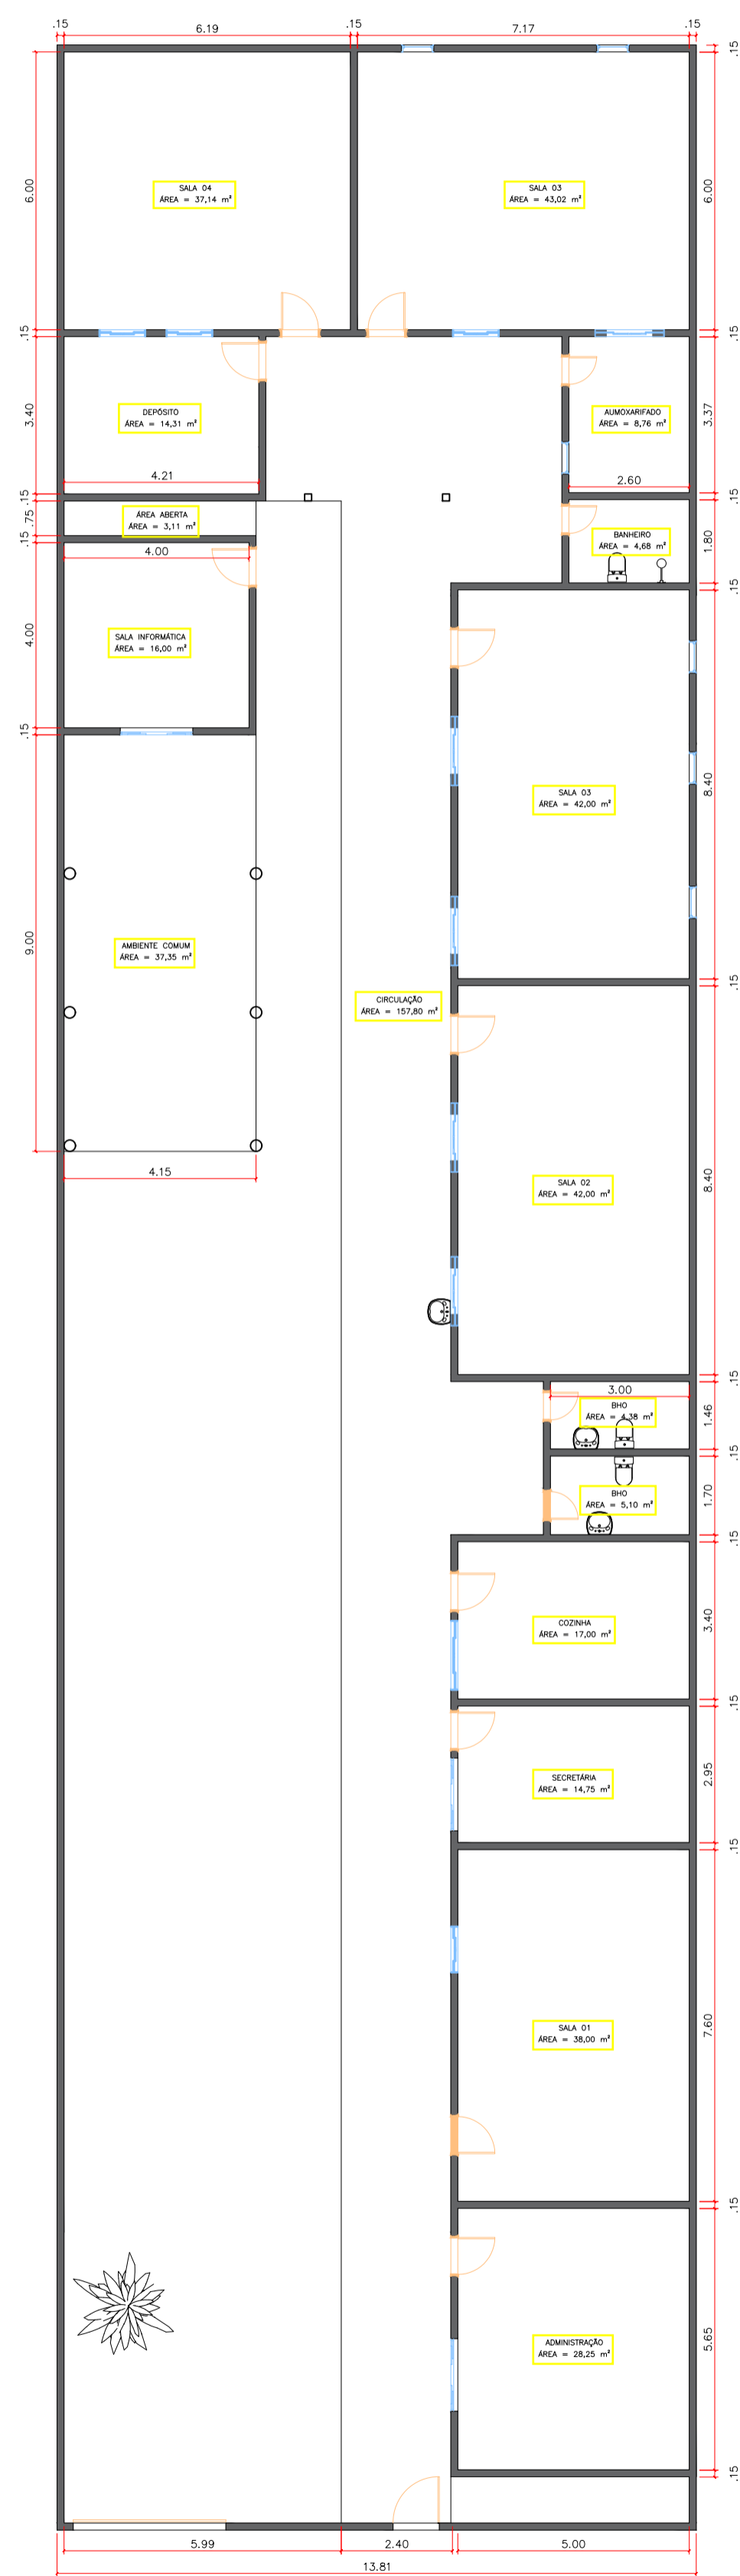 .15
6.19
.15
7.17
.15
.15
6.00
6.00
SALA 04
ÁREA = 37,14 m²
SALA 03
ÁREA = 43,02 m²
.15
.15
3.40
3.37
DEPÓSITO
ÁREA = 14,31 m²
AUMOXARIFADO
ÁREA = 8,76 m²
4.21
2.60
.15
.15
.75
ÁREA ABERTA
ÁREA = 3,11 m²
BANHEIRO
ÁREA = 4,68 m²
1.80
.15
4.00
.15
4.00
SALA INFORMÁTICA
ÁREA = 16,00 m²
.15
SALA 03
ÁREA = 42,00 m²
8.40
9.00
AMBIENTE COMUM
ÁREA = 37,35 m²
CIRCULAÇÃO
ÁREA = 157,80 m²
.15
4.15
SALA 02
ÁREA = 42,00 m²
8.40
.15
3.00
BHO
ÁREA = 4,38 m²
1.46
.15
BHO
ÁREA = 5,10 m²
1.70
.15
COZINHA
ÁREA = 17,00 m²
3.40
.15
SECRETÁRIA
ÁREA = 14,75 m²
2.95
.15
SALA 01
ÁREA = 38,00 m²
7.60
.15
ADMINISTRAÇÃO
ÁREA = 28,25 m²
5.65
.15
5.99
2.40
5.00
13.81